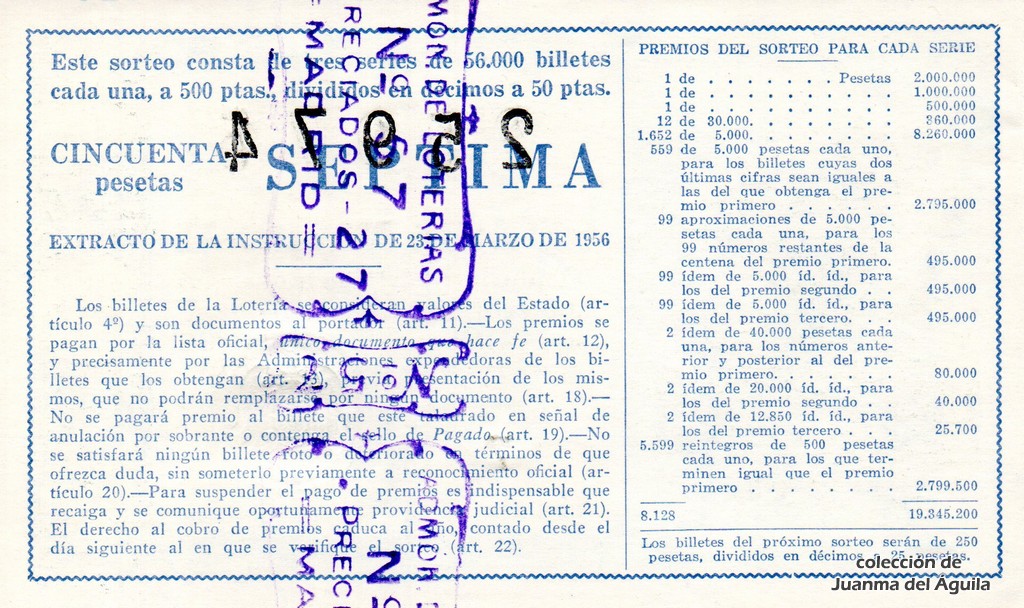 Este sorteo consta de tres series de 56.000 billetes
cada uña, a 500 ptas., divididos en décimos a 50 ptas.
CINCUENTA
pesetas
SEPTIMA
25974
EXTRACTO DE LA INSTRUCCION DE 23 DE MARZO DE 1956
Los billetes de la Lotería se consideran valores del Estado (ar-
tículo 4º) y son documentos al portador (art. 11).—Los premios se
pagan por la lista oficial, único documento que hace fe (art. 12),
y precisamente por las Administraciones expendedoras de los bi-
lletes que los obtengan (art. 13), previa presentación de los mis-
mos, que no podrán remplazarse por ningún documento (art. 18).—
No se pagará premio al billete que esté taladrado en señal de
anulación por sobrante o contenga el sello de Pagado (art. 19).—No
se satisfará ningún billete roto o deteriorado en términos de que
ofrezca duda, sin someterlo previamente a reconocimiento oficial (ar-
tículo 20).—Para suspender el pago de premios es indispensable que
recaiga y se comunique oportunamente providencia judicial (art. 21).
El derecho al cobro de premios caduca al año, contado desde el
día siguiente al en que se verifique el sorteo (art. 22).
PREMIOS DEL SORTEO PARA CADA SERIE
1 de . . . . . . . . . Pesetas 2.000.000
1 de . . . . . . . . . . . . . 1.000.000
1 de . . . . . . . . . . . . . 500.000
12 de 30.000. . . . . . . . . 360.000
1.652 de 5.000. . . . . . . . . 8.260.000
559 de 5.000 pesetas cada uno,
para los billetes cuyas dos
últimas cifras sean iguales a
las del que obtenga el pre-
mio primero . . . . . . 2.795.000
99 aproximaciones de 5.000 pe-
setas cada una, para los
99 números restantes de la
centena del premio primero. 495.000
99 ídem de 5.000 íd. íd., para
los del premio segundo . . 495.000
99 ídem de 5.000 íd. íd., para
los del premio tercero. . . 495.000
2 ídem de 40.000 pesetas cada
una, para los números ante-
rior y posterior al del pre-
mio primero. . . . . . . 80.000
2 ídem de 20.000 íd. íd., para
los del premio segundo . . 40.000
2 ídem de 12.850 íd. íd., para
los del premio tercero . . . 25.700
5.599 reintegros de 500 pesetas
cada uno, para los que ter-
minen igual que el premio
primero . . . . . . . . . 2.799.500
8.128 19.345.200
Los billetes del próximo sorteo serán de 250
pesetas, divididos en décimos a 25 pesetas.
MON DE LOTERIAS
Nº 67
RECIADOS-27
MADRID
ADMON.
Nº
PRECI
MA
colección de
Juanma del Águila